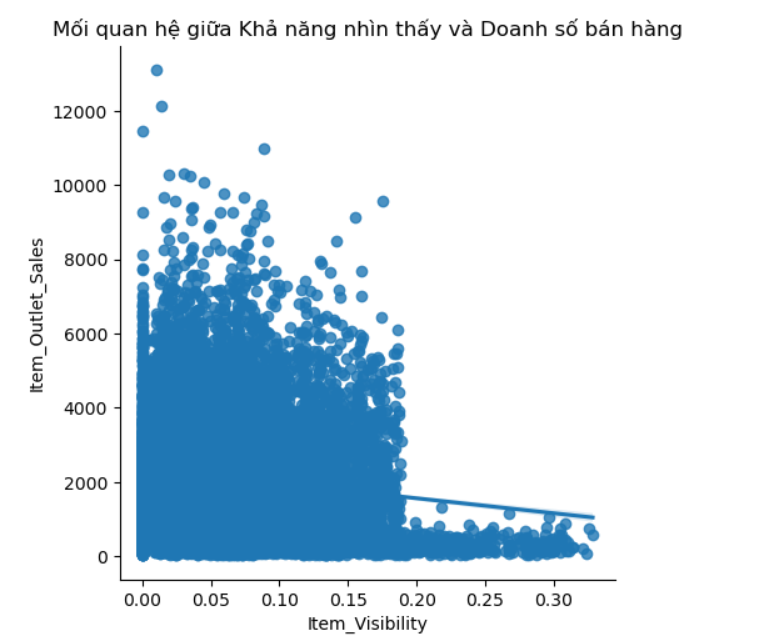 Mối quan hệ giữa Khả năng nhìn thấy và Doanh số bán hàng
12000
10000
8000
6000
4000
2000
0
Item_Outlet_Sales
0.00 0.05 0.10 0.15 0.20 0.25 0.30
Item_Visibility